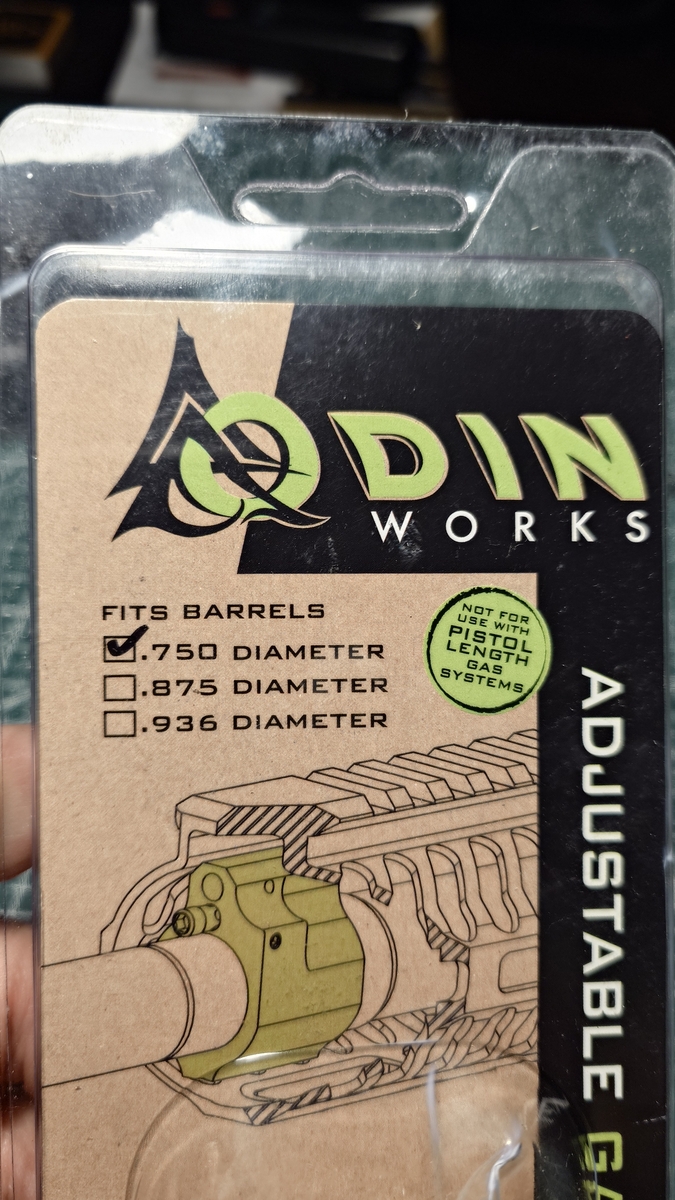 ODIN
WORKS
FITS BARRELS
.750 DIAMETER
.875 DIAMETER
.936 DIAMETER
NOT FOR
USE WITH
PISTOL
LENGTH
GAS
SYSTEMS
ADJUSTABLE GA